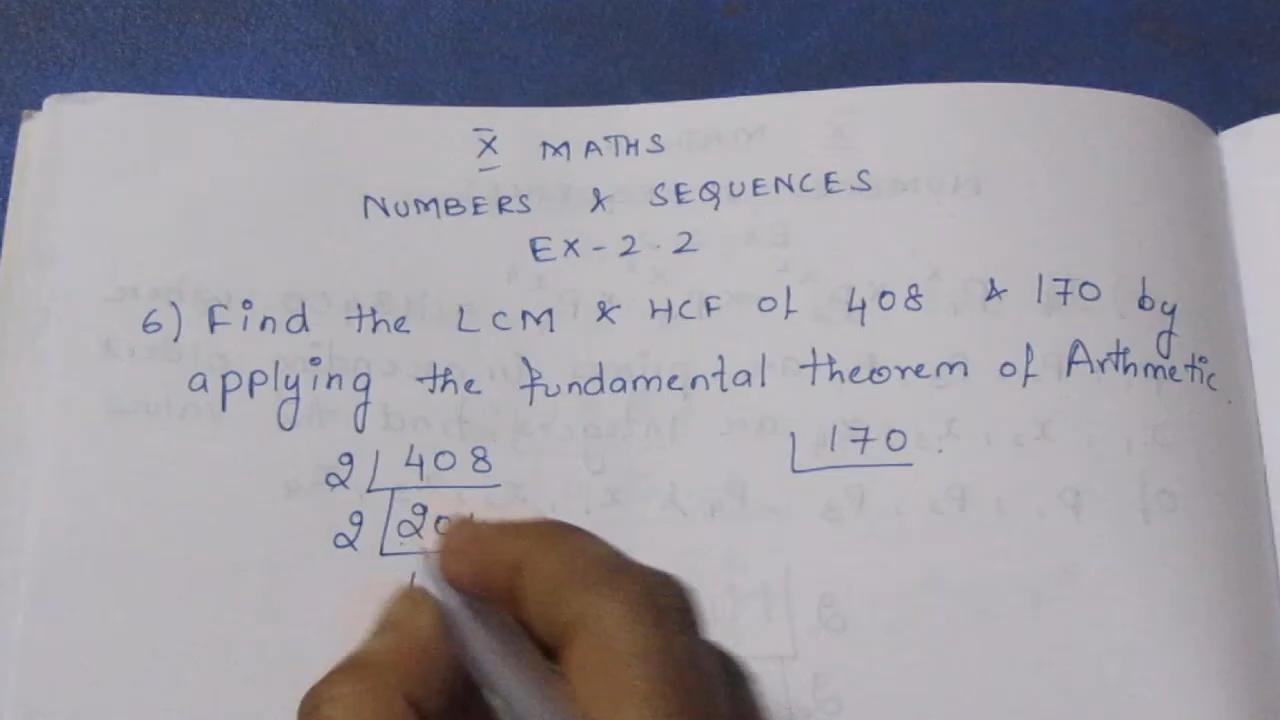 X MATHS
NUMBERS & SEQUENCES
EX-2.2
6) Find the LCM & HCF of 408 & 170 by
applying the fundamental theorem of Arthmetic.
2 408
170
2